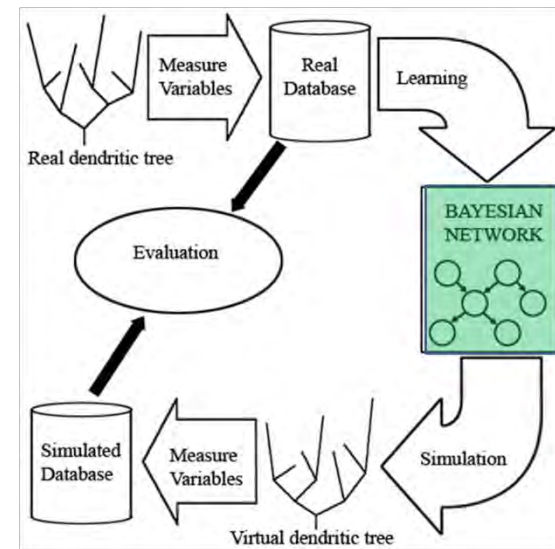 Measure
Variables
Real
Database
Learning
Real dendritic tree
BAYESIAN
NETWORK
Evaluation
Simulated
Database
Measure
Variables
Simulation
Virtual dendritic tree